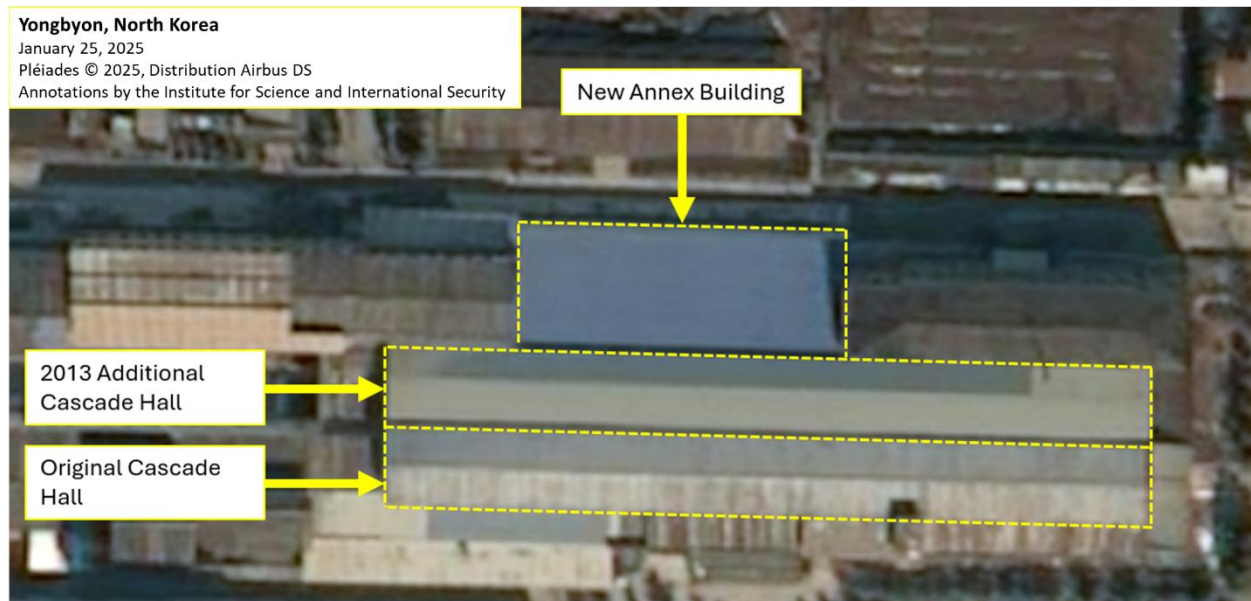 Yongbyon, North Korea
January 25, 2025
Pléiades © 2025, Distribution Airbus DS
Annotations by the Institute for Science and International Security
New Annex Building
2013 Additional
Cascade Hall
Original Cascade
Hall